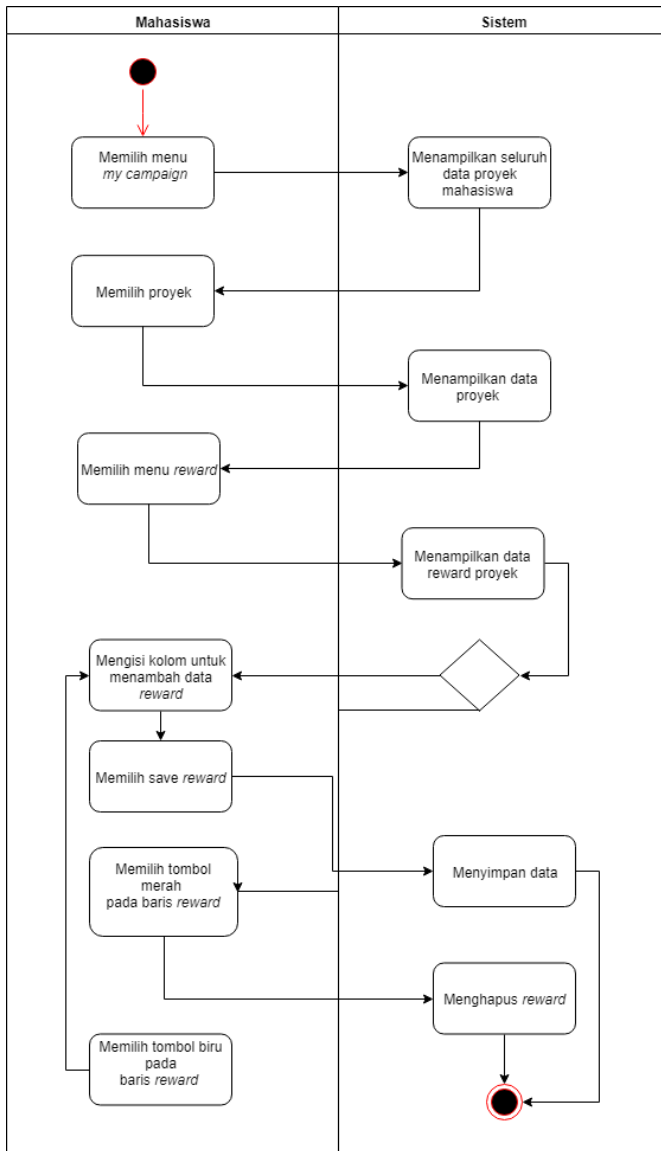 Mahasiswa
Sistem
Memilih menu
my campaign
Menampilkan seluruh
data proyek
mahasiswa
Memilih proyek
Menampilkan data
proyek
Memilih menu reward
Menampilkan data
reward proyek
Mengisi kolom untuk
menambah data
reward
Memilih save reward
Memilih tombol
merah
pada baris reward
Menyimpan data
Menghapus reward
Memilih tombol biru
pada
baris reward